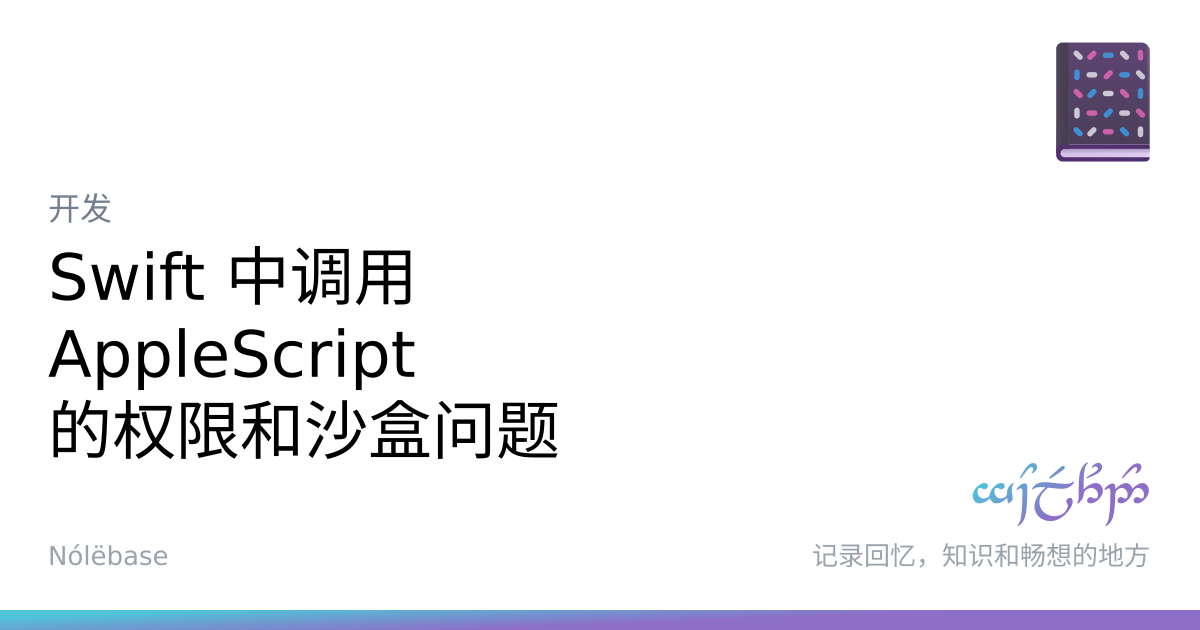 开发
Swift 中调用
AppleScript
的权限和沙盒问题
Nólëbase
记录回忆，知识和畅想的地方